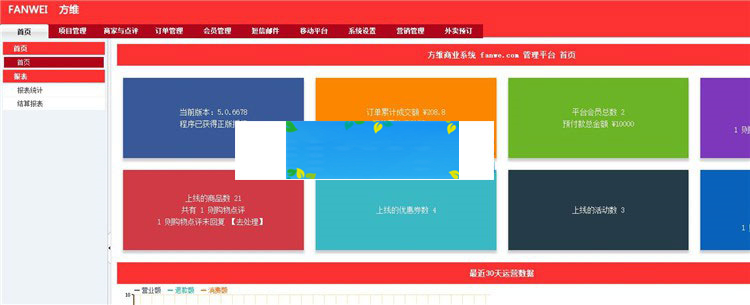 FANWEI 方维
首页 项目管理 商家与点评 订单管理 会员管理 短信邮件 移动平台 系统设置 营销管理 外卖预订
首页
首页
报表
报表统计
结算报表
方维商业系统 fanwe.com 管理平台 首页
当前版本：5.0.6678
程序已获得正版
订单累计成交额 ¥208.8
平台会员总数 2
预付款总金额 ¥10000
1 则
上线的商品数 21
共有 1 则购物点评
1 则购物点评未回复 【去处理】
上线的优惠券数 4
上线的活动数 3
1
最近30天运营数据
营业额 退款额 消费额
10